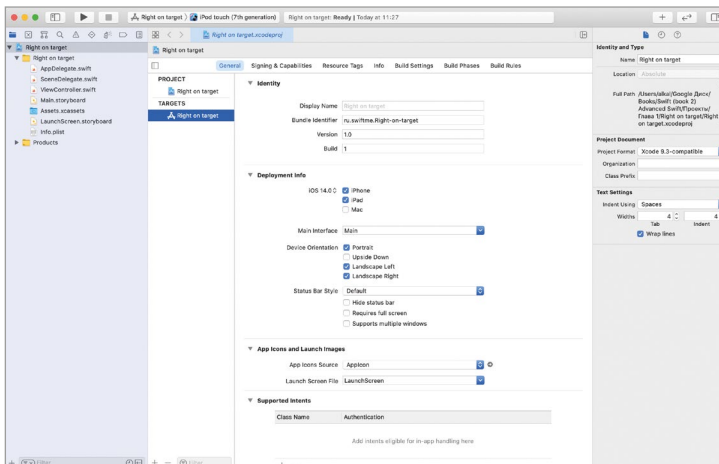 Right on target
iPod touch (7th generation)
Right on target: Ready | Today at 11:27
Right on target.xcodeproj
Right on target
Right on target
AppDelegate.swift
SceneDelegate.swift
ViewController.swift
Main.storyboard
Assets.xcassets
LaunchScreen.storyboard
Info.plist
Products
Filter
Right on target
General Signing & Capabilities Resource Tags Info Build Settings Build Phases Build Rules
PROJECT
Right on target
TARGETS
Right on target
Filter
Identity
Display Name Right on target
Bundle Identifier ru.swiftme.Right-on-target
Version 1.0
Build 1
Deployment Info
iOS 14.0
iPhone
iPad
Mac
Main Interface Main
Device Orientation Portrait
Upside Down
Landscape Left
Landscape Right
Status Bar Style Default
Hide status bar
Requires full screen
Supports multiple windows
App Icons and Launch Images
App Icons Source AppIcon
Launch Screen File LaunchScreen
Supported Intents
Class Name Authentication
Add intents eligible for in-app handling here
Identity and Type
Name Right on target
Location Absolute
Full Path /Users/alkai/Google Диск/
Books/Swift (book 2)
Advanced Swift/Проекты/
Глава 1/Right on target/Right
on target.xcodeproj
Project Document
Project Format Xcode 9.3-compatible
Organization
Class Prefix
Text Settings
Indent Using Spaces
Widths 4 4
Tab Indent
Wrap lines